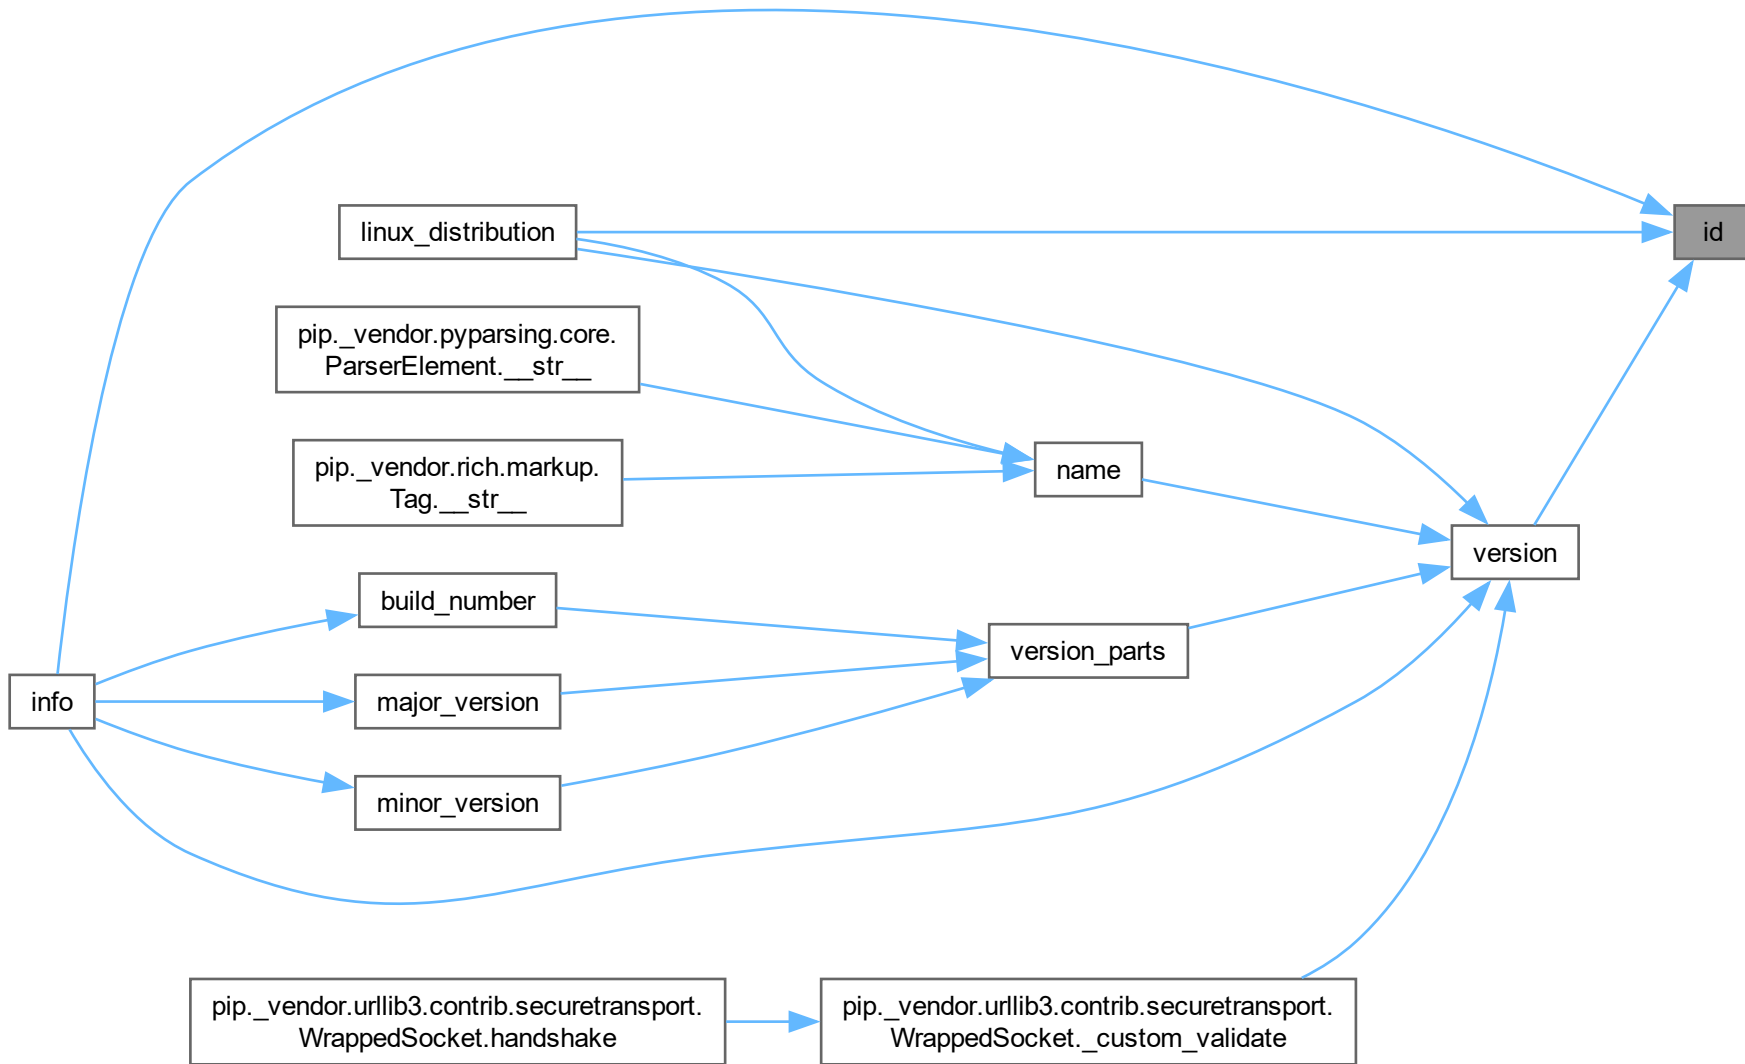 id
linux_distribution
pip._vendor.pyparsing.core.
ParserElement.__str__
pip._vendor.rich.markup.
Tag.__str__
name
version
build_number
version_parts
info
major_version
minor_version
pip._vendor.urllib3.contrib.securetransport.
WrappedSocket.handshake
pip._vendor.urllib3.contrib.securetransport.
WrappedSocket._custom_validate